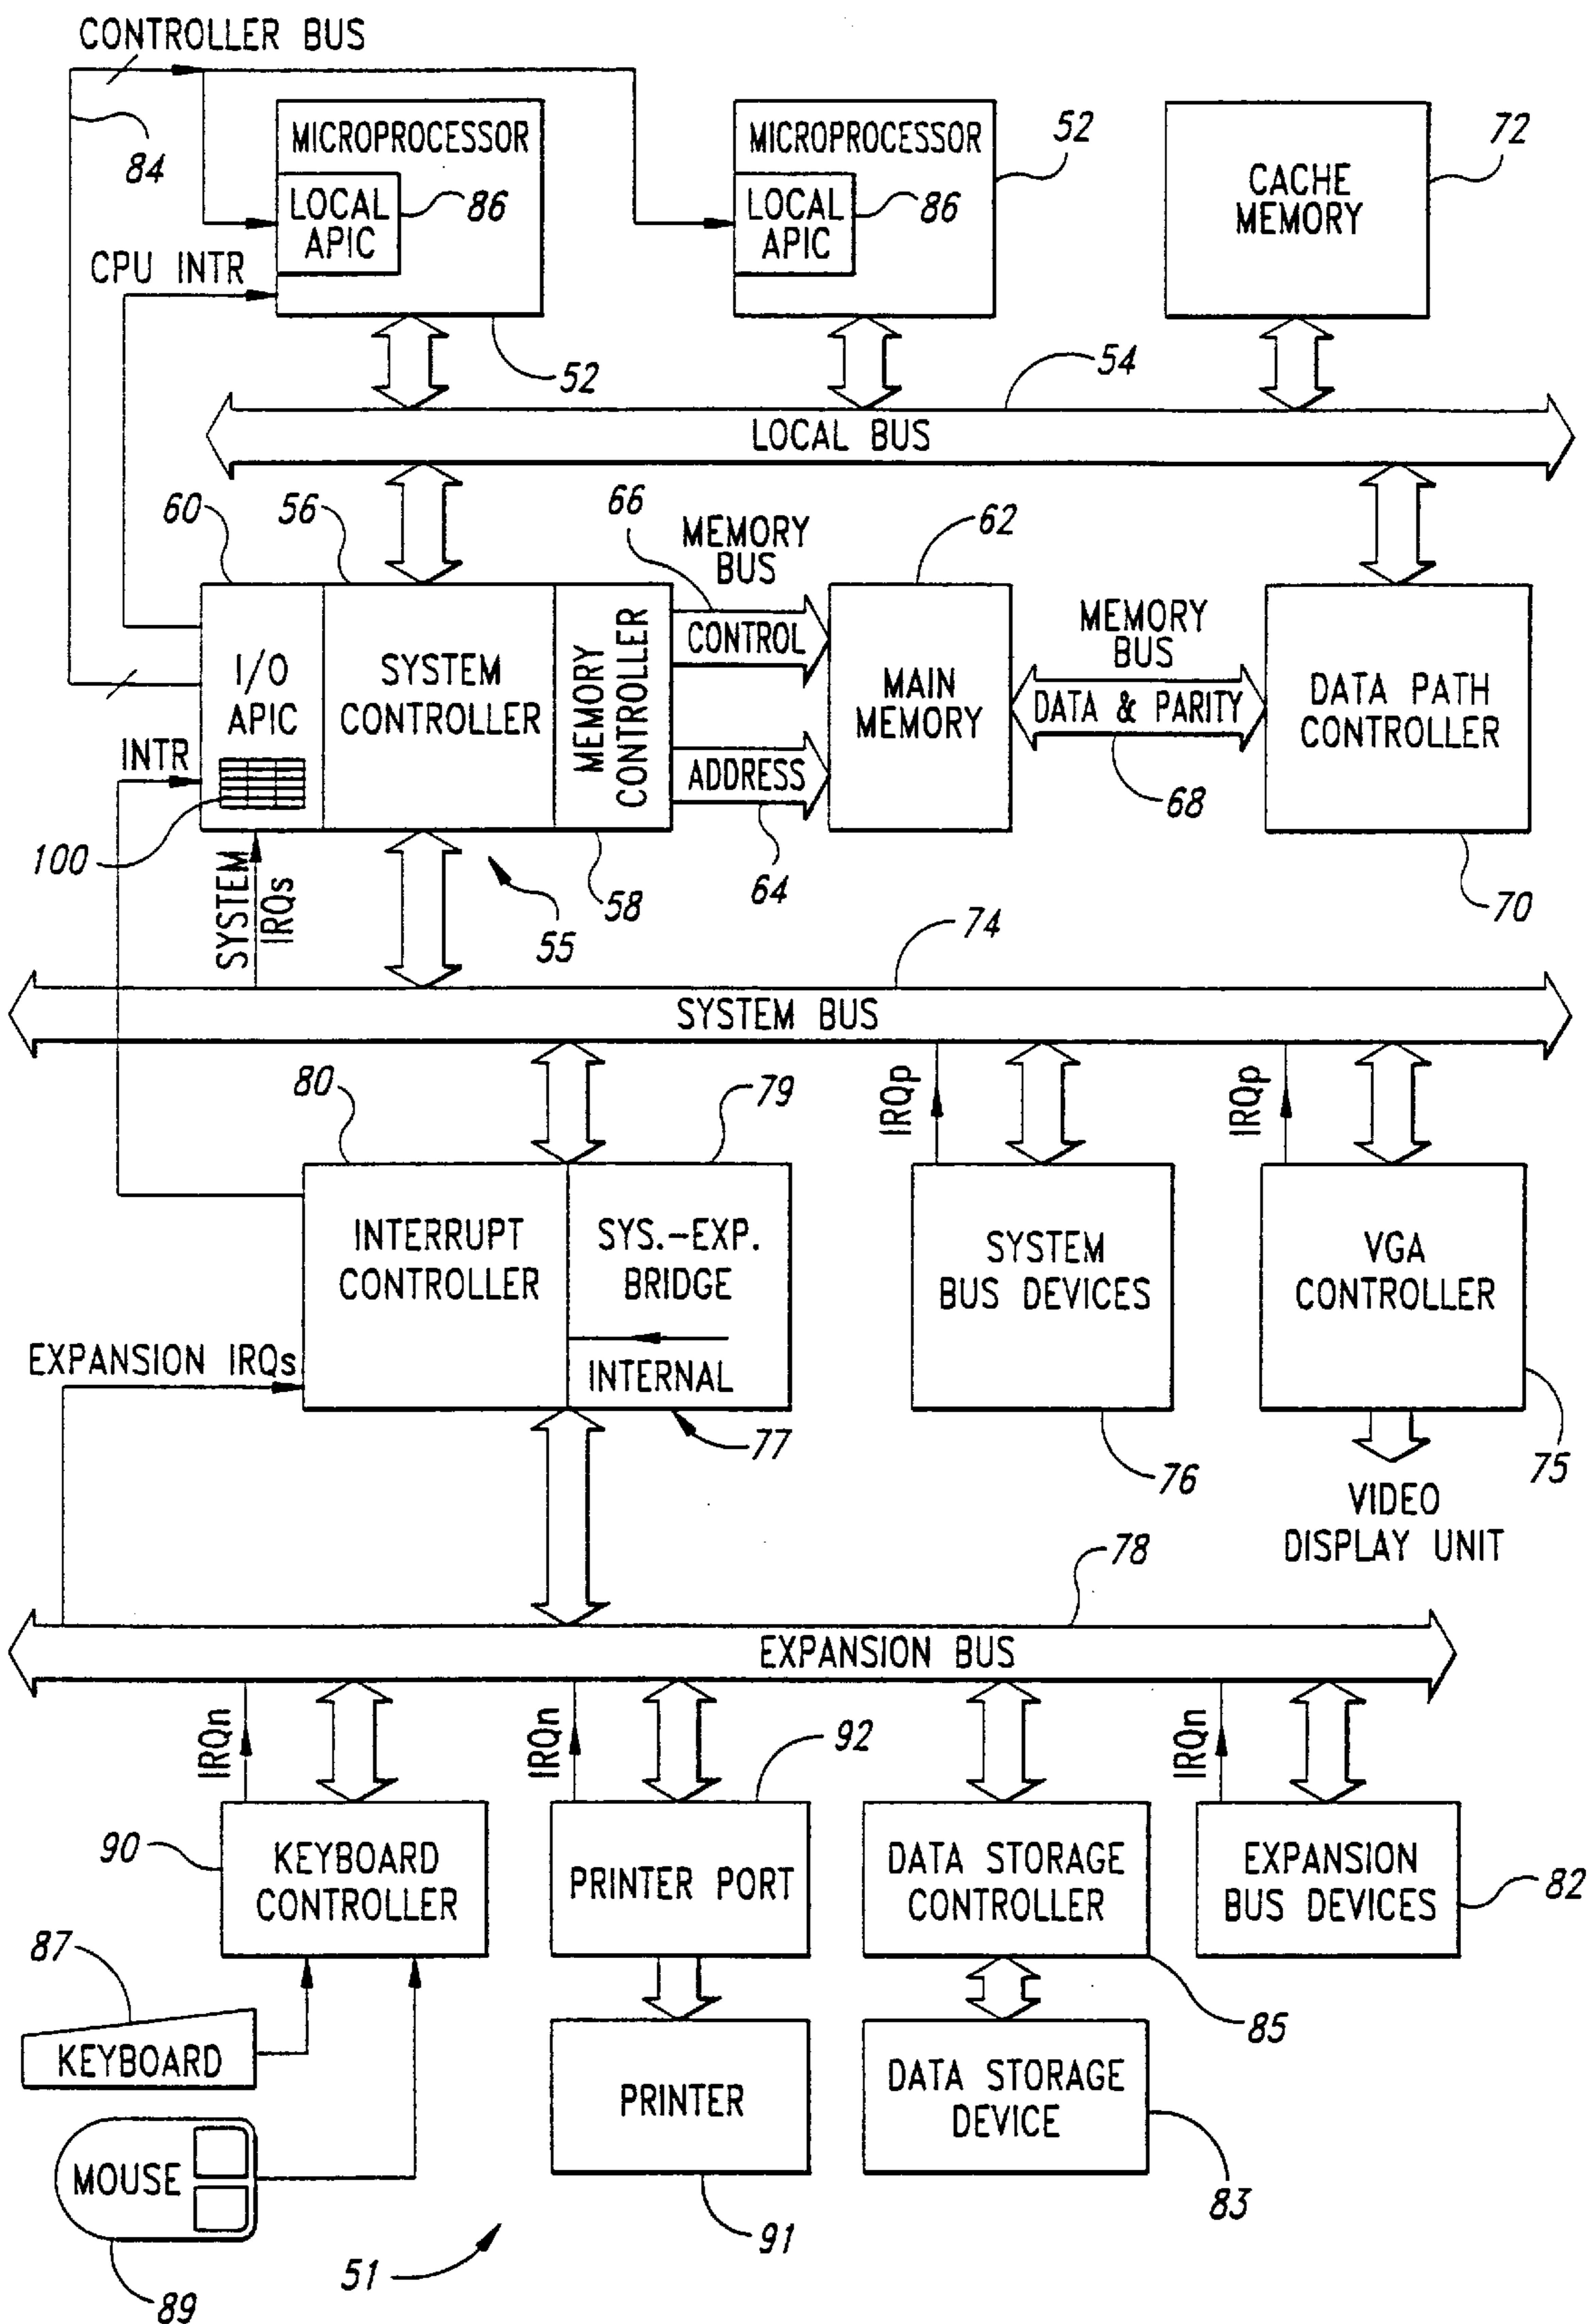 CONTROLLER BUS
84
MICROPROCESSOR
LOCAL
APIC
86
52
MICROPROCESSOR
LOCAL
APIC
86
52
CACHE
MEMORY
72
CPU INTR
54
LOCAL BUS
60
56
I/O
APIC
100
SYSTEM
CONTROLLER
MEMORY
CONTROLLER
58
55
66
MEMORY
BUS
CONTROL
ADDRESS
64
62
MAIN
MEMORY
MEMORY
BUS
DATA & PARITY
68
DATA PATH
CONTROLLER
70
INTR
SYSTEM
IRQs
74
SYSTEM BUS
80
79
INTERRUPT
CONTROLLER
SYS.-EXP.
BRIDGE
INTERNAL
77
IRQp
SYSTEM
BUS DEVICES
76
IRQp
VGA
CONTROLLER
75
VIDEO
DISPLAY UNIT
EXPANSION IRQs
78
EXPANSION BUS
IRQn
KEYBOARD
CONTROLLER
90
IRQn
92
PRINTER PORT
DATA STORAGE
CONTROLLER
85
IRQn
EXPANSION
BUS DEVICES
82
87
KEYBOARD
MOUSE
89
PRINTER
91
DATA STORAGE
DEVICE
83
51